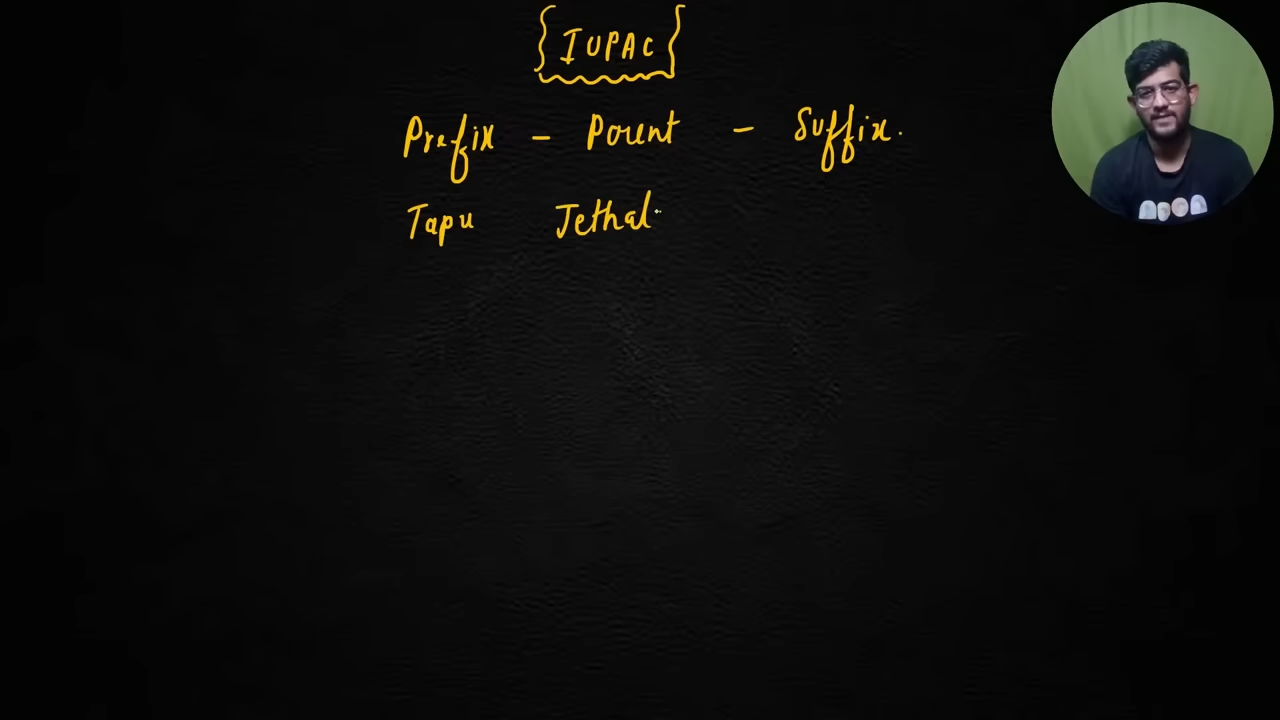 {IUPAC}
Prefix - Parent - Suffix.
Tapu Jethal